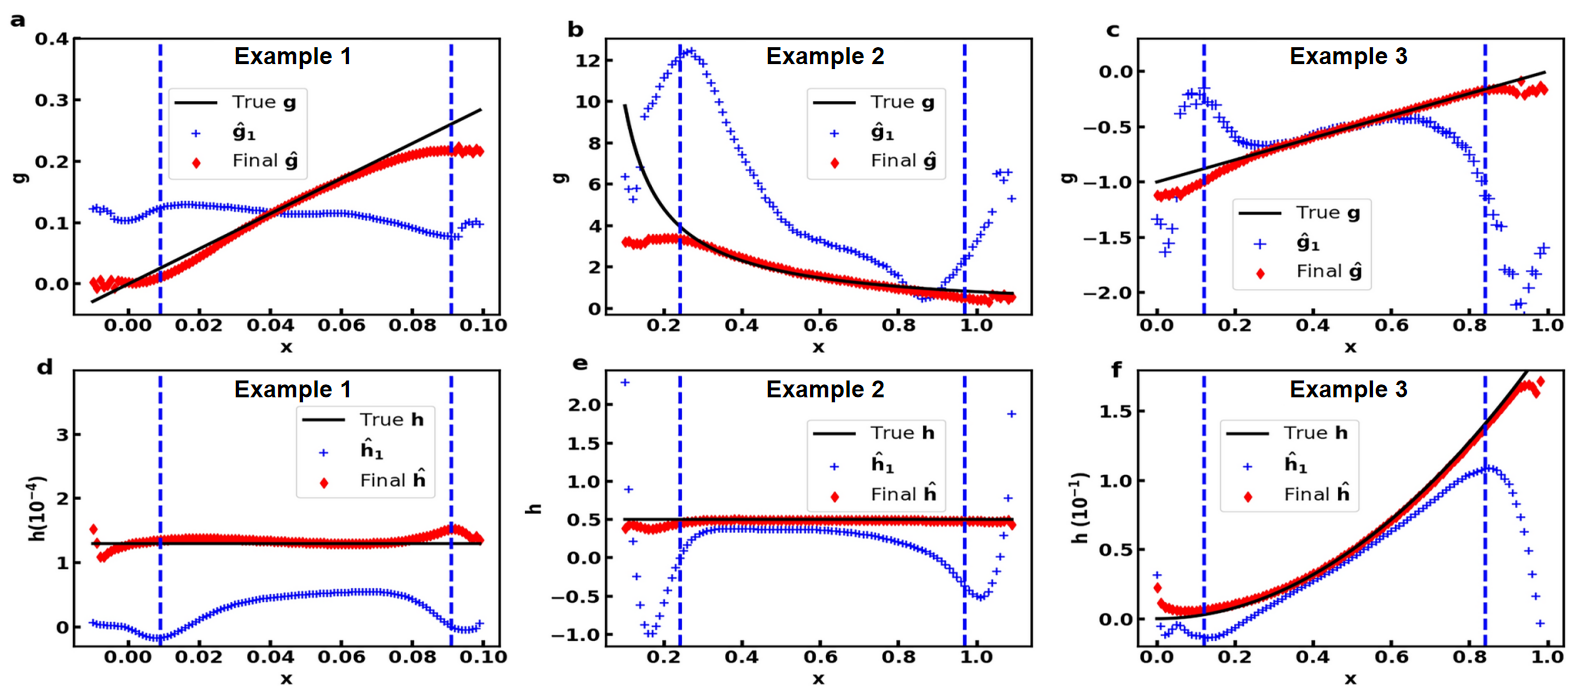 a
Example 1
0.4
0.3
0.2
0.1
0.0
g
True g
ĝ₁
Final ĝ
0.00 0.02 0.04 0.06 0.08 0.10
x
b
Example 2
12
10
8
6
4
2
0
g
True g
ĝ₁
Final ĝ
0.2 0.4 0.6 0.8 1.0
x
c
Example 3
0.0
−0.5
−1.0
−1.5
−2.0
g
True g
ĝ₁
Final ĝ
0.0 0.2 0.4 0.6 0.8 1.0
x
d
Example 1
3
2
1
0
h(10⁻⁴)
True h
ĥ₁
Final ĥ
0.00 0.02 0.04 0.06 0.08 0.10
x
e
Example 2
2.0
1.5
1.0
0.5
0.0
−0.5
−1.0
h
True h
ĥ₁
Final ĥ
0.2 0.4 0.6 0.8 1.0
x
f
Example 3
1.5
1.0
0.5
0.0
h (10⁻¹)
True h
ĥ₁
Final ĥ
0.0 0.2 0.4 0.6 0.8 1.0
x